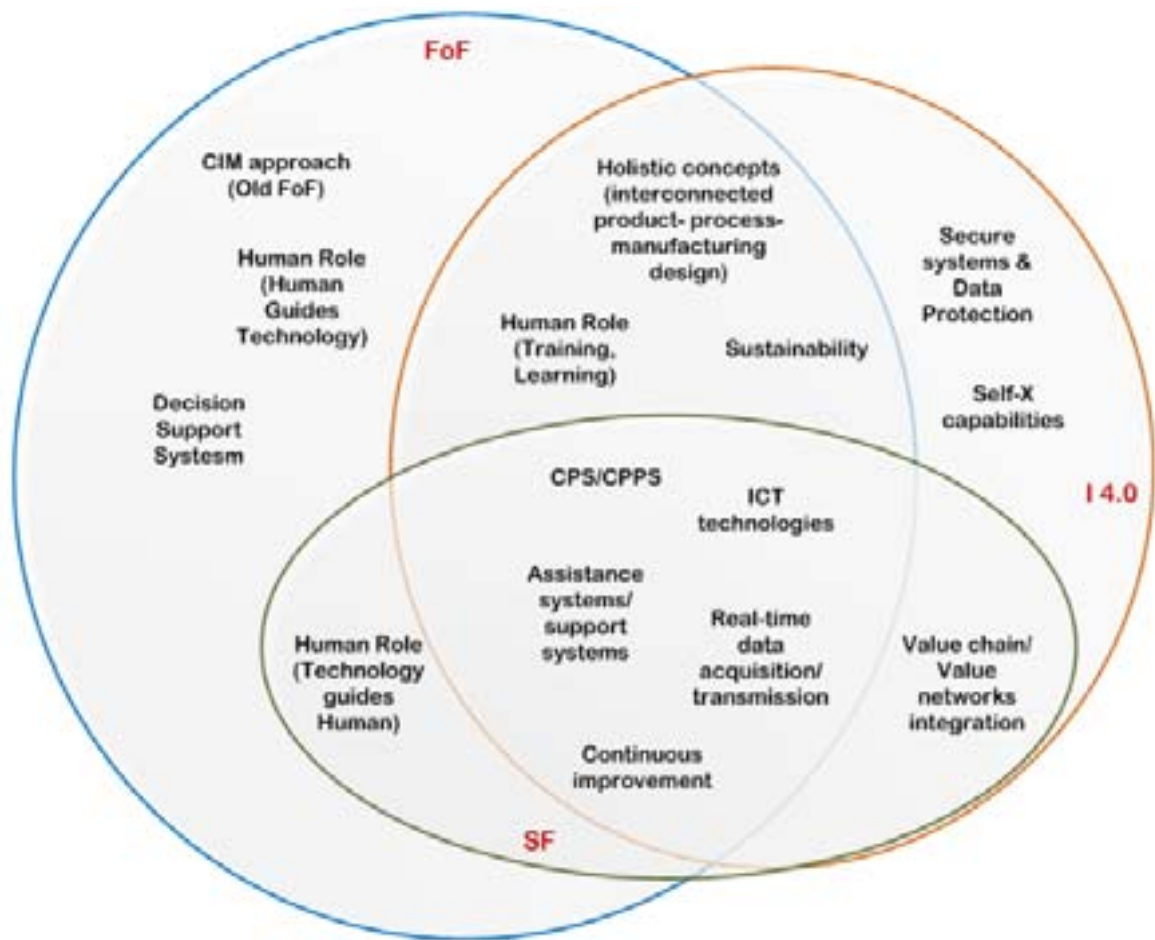 FoF
CIM approach
(Old FoF)
Holistic concepts
(interconnected
product- process-
manufacturing
design)
Human Role
(Human
Guides
Technology)
Secure
systems &
Data
Protection
Human Role
(Training,
Learning)
Sustainability
Decision
Support
Systesm
Self-X
capabilities
I 4.0
CPS/CPPS
ICT
technologies
Assistance
systems/
support
systems
Real-time
data
acquisition/
transmission
Human Role
(Technology
guides
Human)
Value chain/
Value
networks
integration
Continuous
improvement
SF